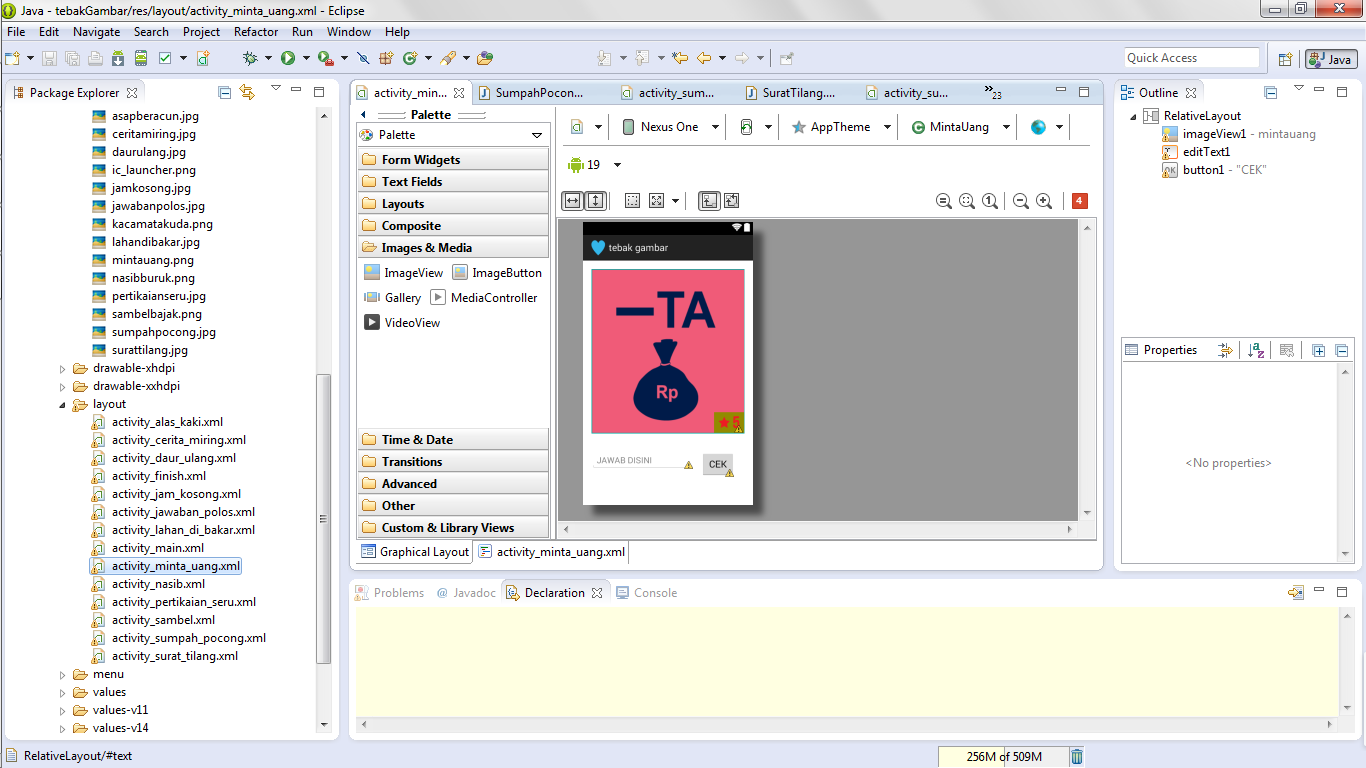 Java - tebakGambar/res/layout/activity_minta_uang.xml - Eclipse
File Edit Navigate Search Project Refactor Run Window Help
Quick Access
Java
Package Explorer
asapberacun.jpg
ceritamiring.jpg
daurulang.jpg
ic_launcher.png
jamkosong.jpg
jawabanpolos.jpg
kacamatakuda.png
lahandibakar.jpg
mintauang.png
nasibburuk.png
pertikaianseru.jpg
sambelbajak.png
sumpahpocong.jpg
surattilang.jpg
drawable-xhdpi
drawable-xxhdpi
layout
activity_alas_kaki.xml
activity_cerita_miring.xml
activity_daur_ulang.xml
activity_finish.xml
activity_jam_kosong.xml
activity_jawaban_polos.xml
activity_lahan_di_bakar.xml
activity_main.xml
activity_minta_uang.xml
activity_nasib.xml
activity_pertikaian_seru.xml
activity_sambel.xml
activity_sumpah_pocong.xml
activity_surat_tilang.xml
menu
values
values-v11
values-v14
activity_min...
SumpahPocon...
activity_sum...
SuratTilang....
activity_su...
»23
Palette
Palette
Form Widgets
Text Fields
Layouts
Composite
Images & Media
ImageView ImageButton
Gallery MediaController
VideoView
Time & Date
Transitions
Advanced
Other
Custom & Library Views
Nexus One
AppTheme
MintaUang
19
4
tebak gambar
—TA
Rp
5
JAWAB DISINI
CEK
Graphical Layout
activity_minta_uang.xml
Outline
RelativeLayout
imageView1 - mintauang
editText1
OK
button1 - "CEK"
Properties
<No properties>
Problems
@ Javadoc
Declaration
Console
RelativeLayout/#text
256M of 509M